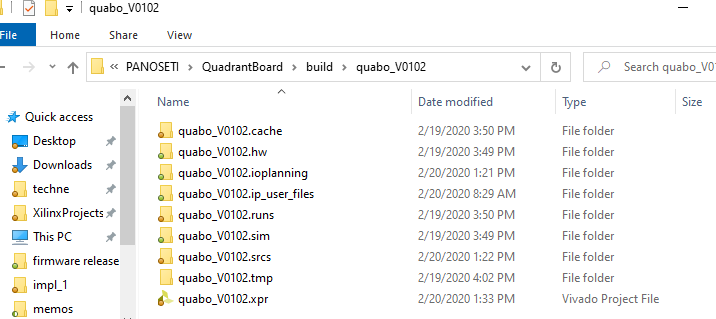 quabo_V0102
File Home Share View
PANOSETI QuadrantBoard build quabo_V0102 Search quabo_V0
Name Date modified Type Size
Quick access
Desktop
Downloads
techne
XilinxProjects
This PC
firmware release
impl_1
memos
quabo_V0102.cache 2/19/2020 3:50 PM File folder
quabo_V0102.hw 2/19/2020 3:49 PM File folder
quabo_V0102.ioplanning 2/20/2020 1:21 PM File folder
quabo_V0102.ip_user_files 2/20/2020 8:29 AM File folder
quabo_V0102.runs 2/19/2020 3:50 PM File folder
quabo_V0102.sim 2/19/2020 3:49 PM File folder
quabo_V0102.srcs 2/20/2020 1:22 PM File folder
quabo_V0102.tmp 2/19/2020 4:02 PM File folder
quabo_V0102.xpr 2/20/2020 1:33 PM Vivado Project File